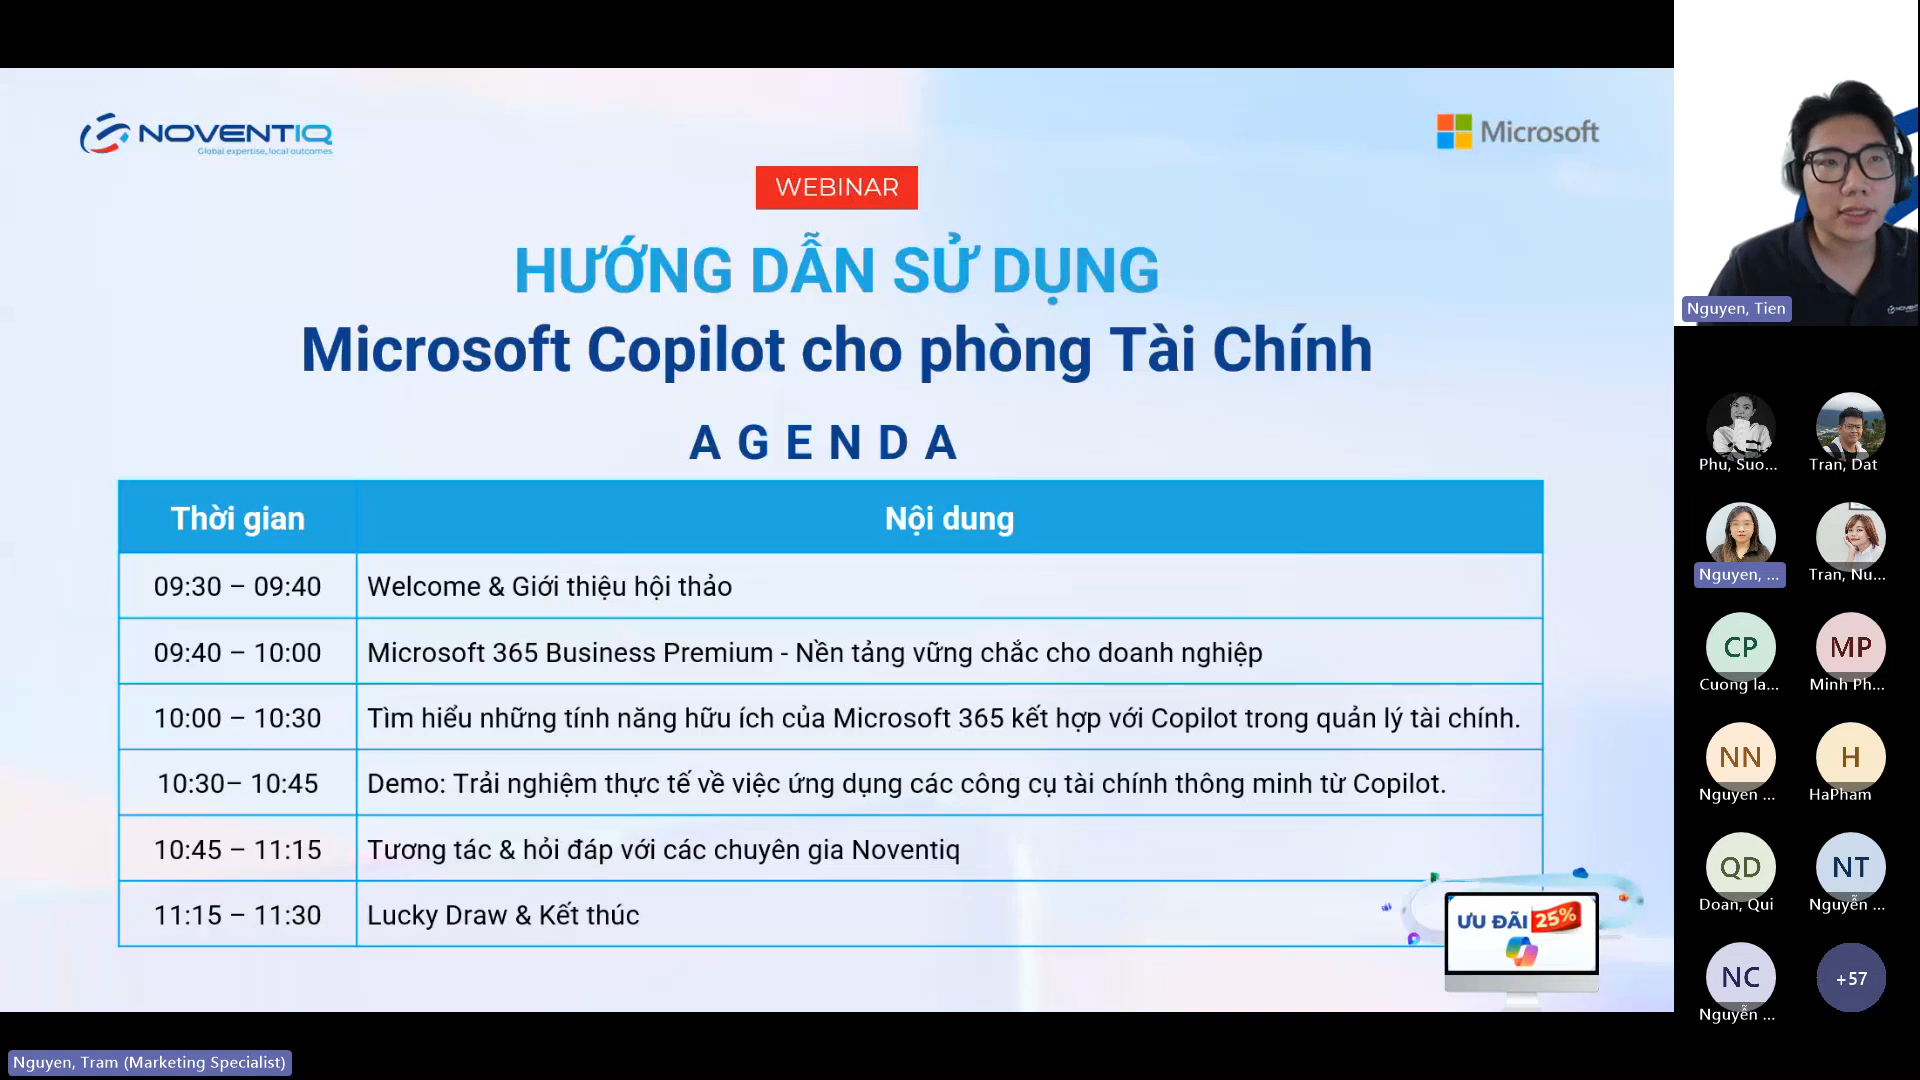 NOVENTIQ
Global expertise, local outcomes
Microsoft
WEBINAR
HƯỚNG DẪN SỬ DỤNG
Microsoft Copilot cho phòng Tài Chính
AGENDA
Thời gian Nội dung
09:30 – 09:40 Welcome & Giới thiệu hội thảo
09:40 – 10:00 Microsoft 365 Business Premium - Nền tảng vững chắc cho doanh nghiệp
10:00 – 10:30 Tìm hiểu những tính năng hữu ích của Microsoft 365 kết hợp với Copilot trong quản lý tài chính.
10:30– 10:45 Demo: Trải nghiệm thực tế về việc ứng dụng các công cụ tài chính thông minh từ Copilot.
10:45 – 11:15 Tương tác & hỏi đáp với các chuyên gia Noventiq
11:15 – 11:30 Lucky Draw & Kết thúc
ƯU ĐÃI 25%
Nguyen, Tram (Marketing Specialist)
Nguyen, Tien
Phu, Suo... Tran, Dat
Nguyen, ... Tran, Nu...
CP MP
Cuong la... Minh Ph...
NN H
Nguyen ... HaPham
QD NT
Doan, Qui Nguyễn ...
NC +57
Nguyễn ...